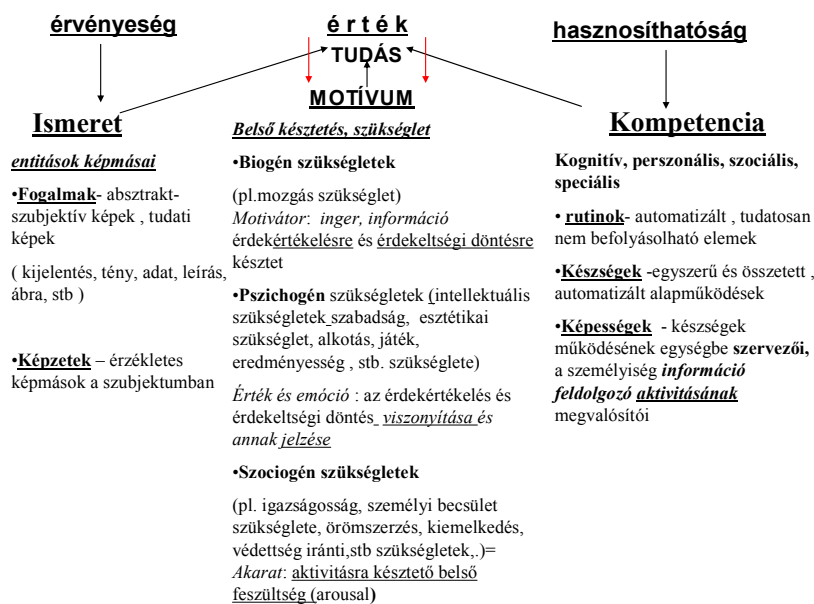 érvényeség
é r t é k
hasznosíthatóság
TUDÁS
MOTÍVUM
Ismeret
entitások képmásai
•Fogalmak- absztrakt-
szubjektív képek , tudati
képek
( kijelentés, tény, adat, leírás,
ábra, stb )
•Képzetek – érzékletes
képmások a szubjektumban
Belső késztetés, szükséglet
•Biogén szükségletek
(pl.mozgás szükséglet)
Motivátor: inger, információ
érdekértékelésre és érdekeltségi döntésre
késztet
•Pszichogén szükségletek (intellektuális
szükségletek szabadság, esztétikai
szükséglet, alkotás, játék,
eredményesség , stb. szükséglete)
Érték és emóció : az érdekértékelés és
érdekeltségi döntés viszonyítása és
annak jelzése
•Szociogén szükségletek
(pl. igazságosság, személyi becsület
szükséglete, örömszerzés, kiemelkedés,
védettség iránti,stb szükségletek,.)=
Akarat: aktivitásra késztető belső
feszültség (arousal)
Kompetencia
Kognitív, perszonális, szociális,
speciális
• rutinok- automatizált , tudatosan
nem befolyásolható elemek
•Készségek -egyszerű és összetett ,
automatizált alapműködések
•Képességek - készségek
működésének egységbe szervezői,
a személyiség információ
feldolgozó aktivitásának
megvalósítói